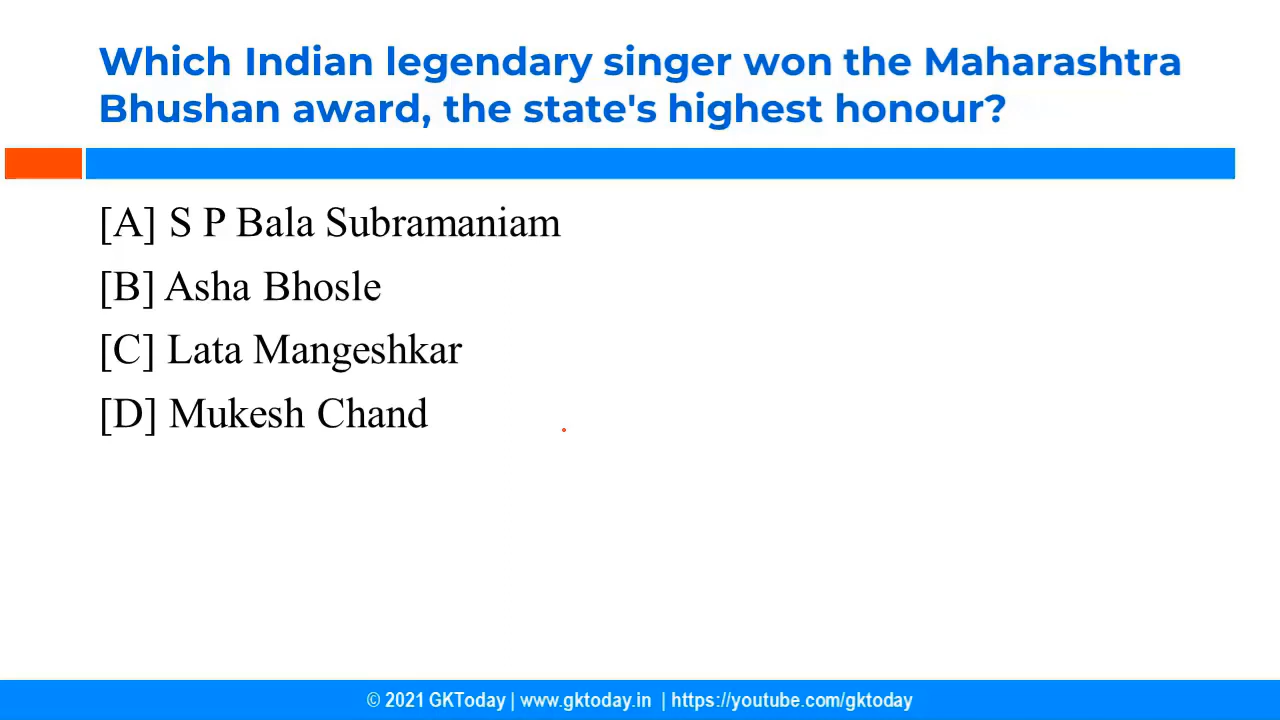 Which Indian legendary singer won the Maharashtra
Bhushan award, the state's highest honour?
[A] S P Bala Subramaniam
[B] Asha Bhosle
[C] Lata Mangeshkar
[D] Mukesh Chand
© 2021 GKToday | www.gktoday.in | https://youtube.com/gktoday